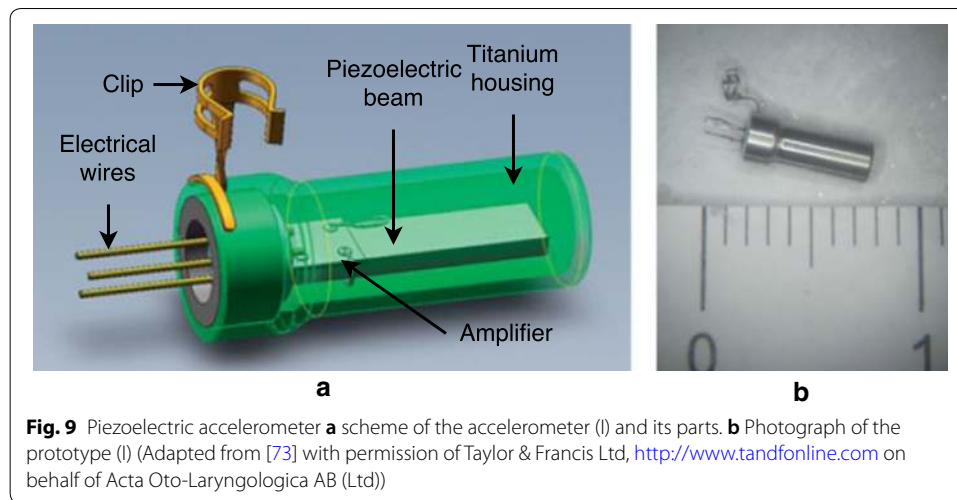 Clip
Piezoelectric
beam
Titanium
housing
Electrical
wires
Amplifier
0
1
a
b
Fig. 9 Piezoelectric accelerometer a scheme of the accelerometer (l) and its parts. b Photograph of the
prototype (l) (Adapted from [73] with permission of Taylor & Francis Ltd, http://www.tandfonline.com on
behalf of Acta Oto-Laryngologica AB (Ltd))